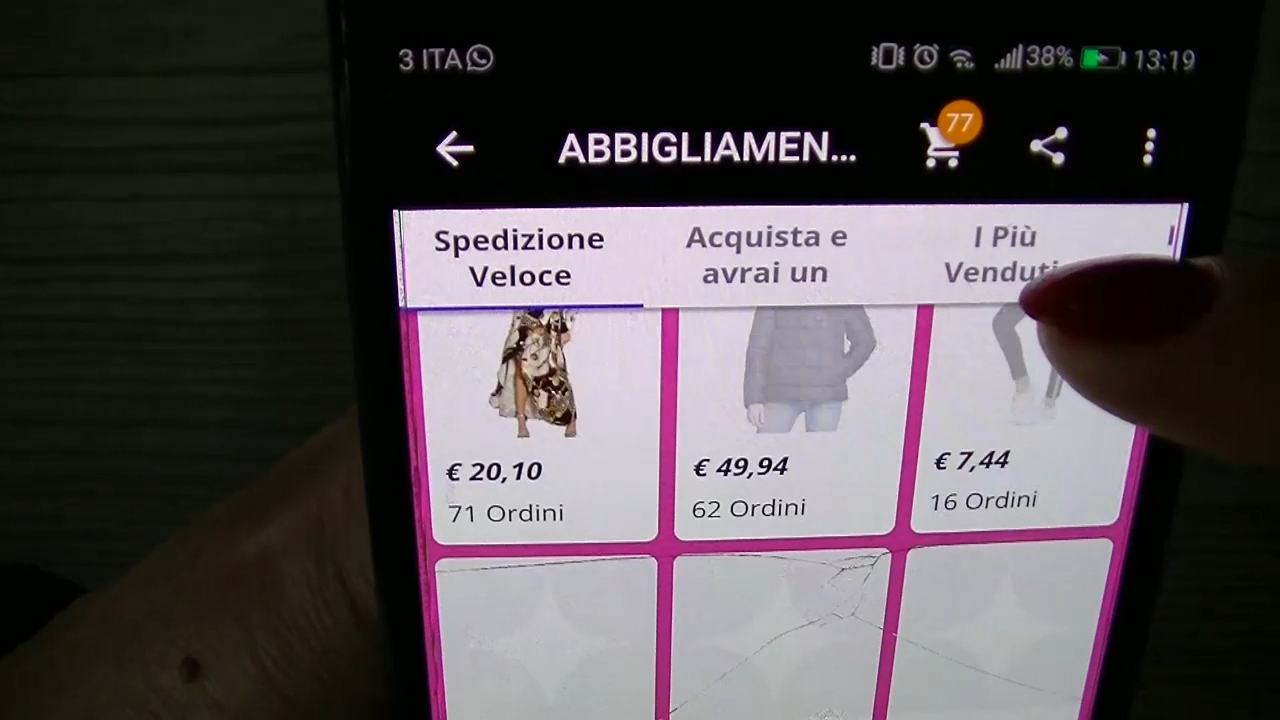 3 ITA 38% 13:19
77
ABBIGLIAMEN...
Spedizione
Veloce
Acquista e
avrai un
I Più
Venduti
€ 20,10
71 Ordini
€ 49,94
62 Ordini
€ 7,44
16 Ordini